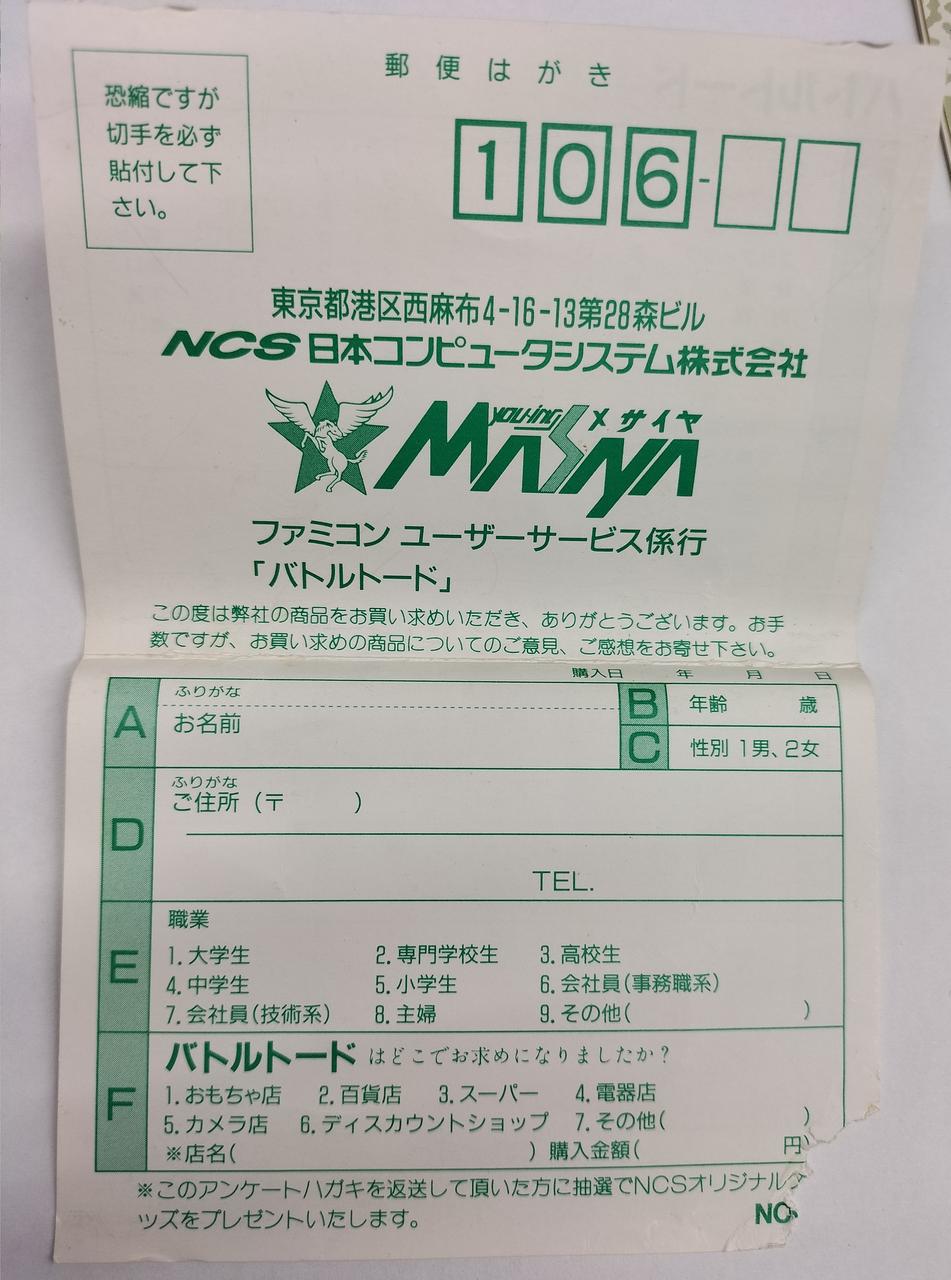 恐縮ですが
切手を必ず
貼付して下
さい。
郵便はがき
106-
東京都港区西麻布4-16-13第28森ビル
NCS 日本コンピュータシステム株式会社
you-ing メサイヤ
MASAYA
ファミコン ユーザーサービス係行
「バトルトード」
この度は弊社の商品をお買い求めいただき、ありがとうございます。お手
数ですが、お買い求めの商品についてのご意見、ご感想をお寄せ下さい。
購入日 年 月 日
A ふりがな
お名前
B 年齢 歳
C 性別 1男、2女
D ふりがな
ご住所 (〒 )
TEL.
E 職業
1. 大学生 2. 専門学校生 3. 高校生
4. 中学生 5. 小学生 6. 会社員(事務職系)
7. 会社員(技術系) 8. 主婦 9. その他( )
F バトルトード はどこでお求めになりましたか?
1. おもちゃ店 2. 百貨店 3. スーパー 4. 電器店
5. カメラ店 6. ディスカウントショップ 7. その他( )
※店名( ) 購入金額( 円)
※このアンケートハガキを返送して頂いた方に抽選でNCSオリジナル
ッズをプレゼントいたします。
NC